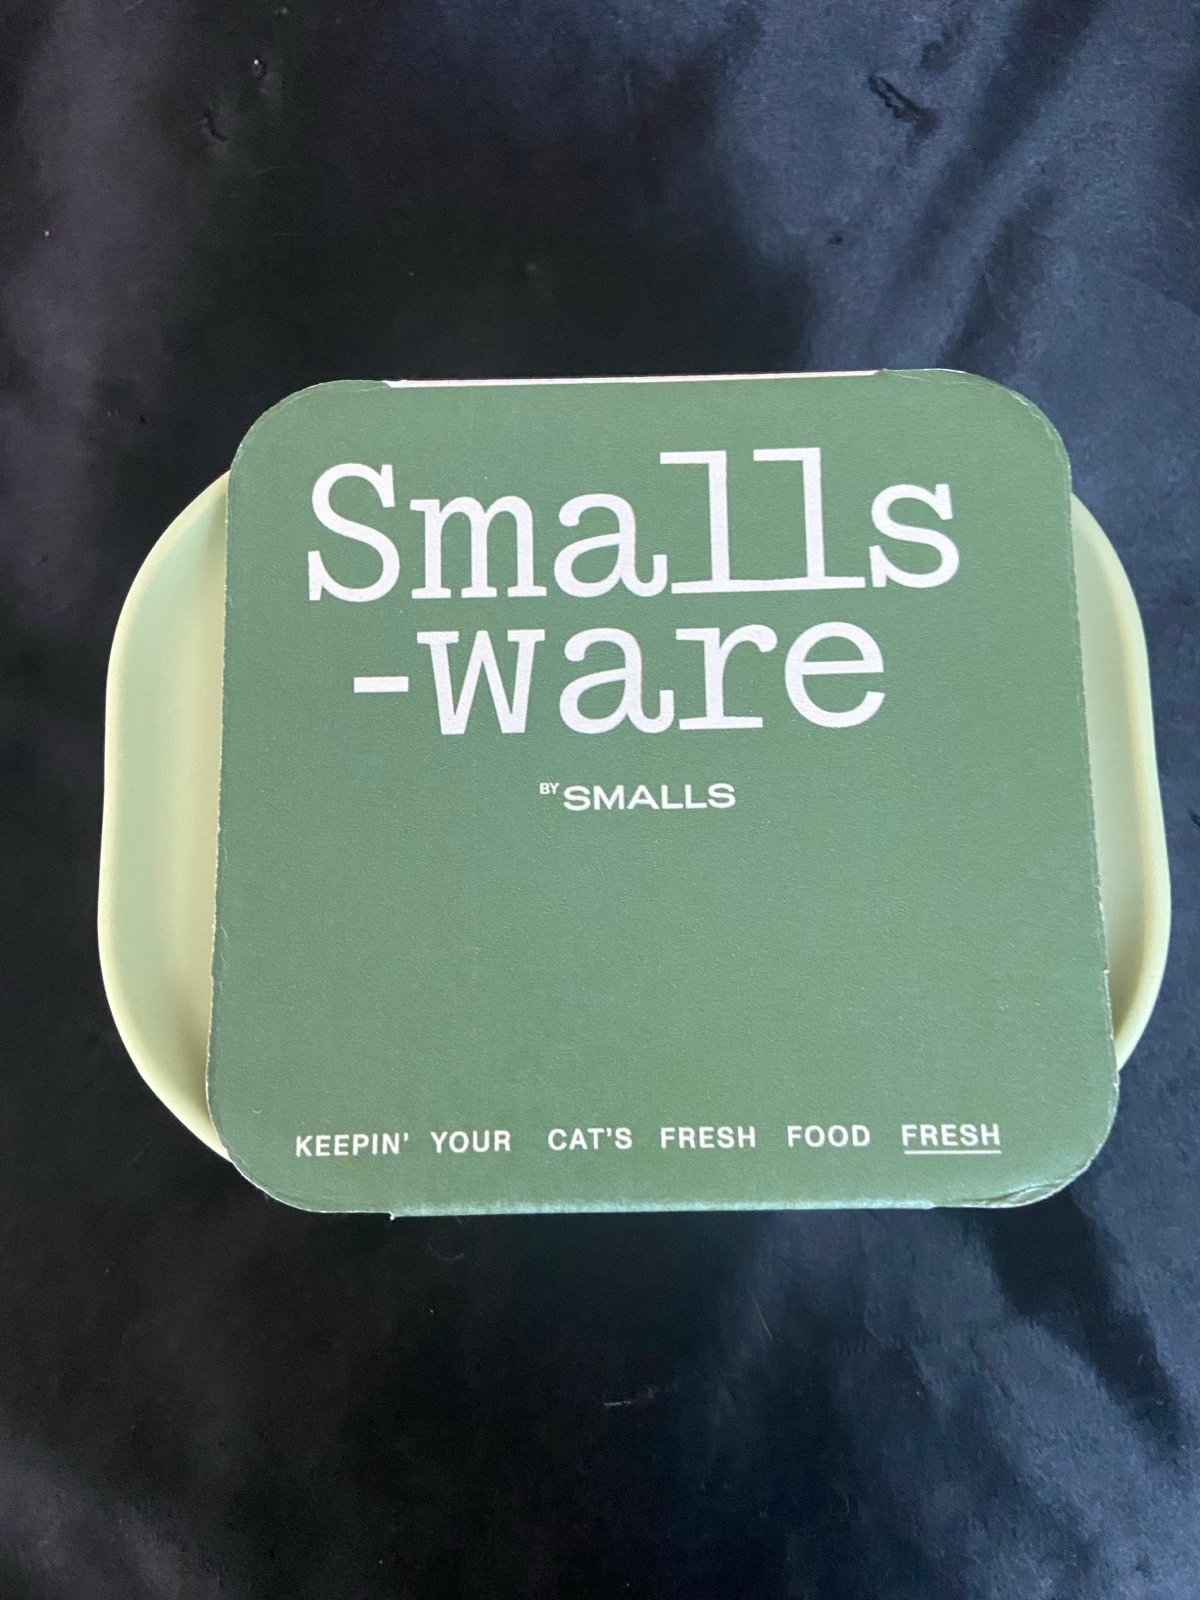 Smalls
-ware
BY SMALLS
KEEPIN' YOUR CAT'S FRESH FOOD FRESH